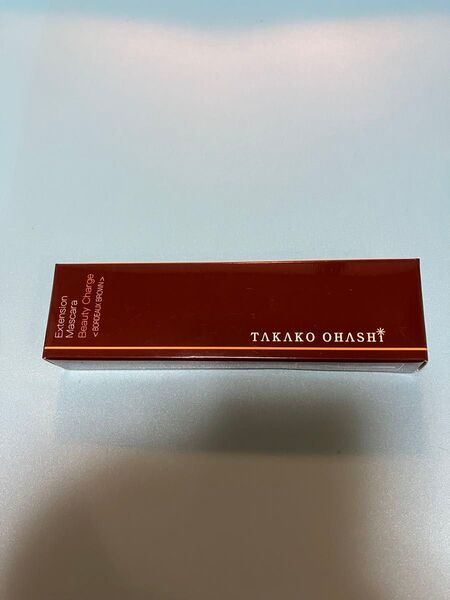 Extension
Mascara
Beauty Charge
< BORDEAUX BROWN >
TAKAKO OHASHI